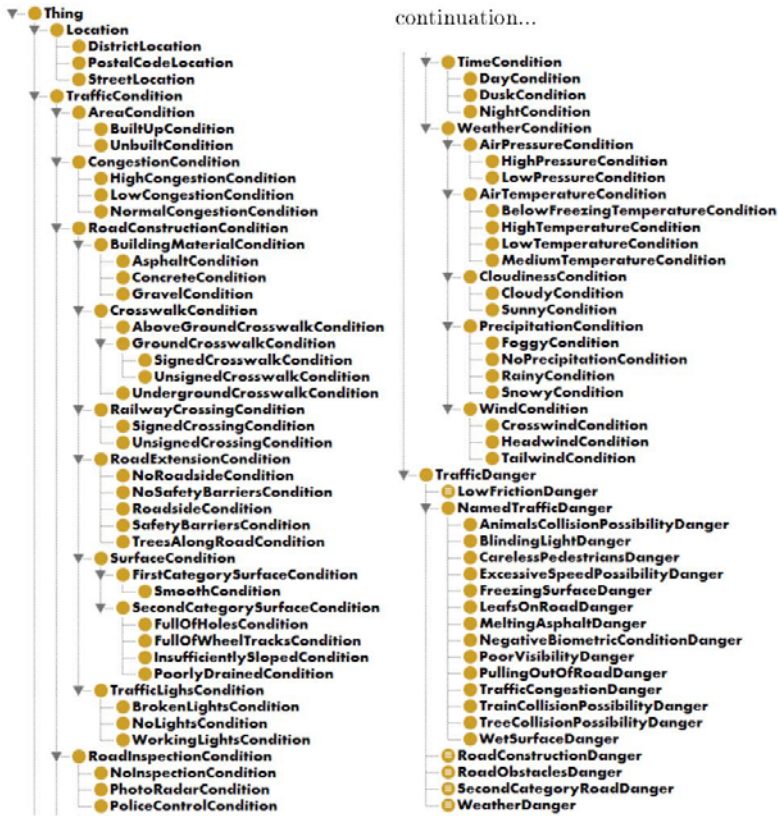 Thing
Location
DistrictLocation
PostalCodeLocation
StreetLocation
TrafficCondition
AreaCondition
BuiltUpCondition
UnbuiltCondition
CongestionCondition
HighCongestionCondition
LowCongestionCondition
NormalCongestionCondition
RoadConstructionCondition
BuildingMaterialCondition
AsphaltCondition
ConcreteCondition
GravelCondition
CrosswalkCondition
AboveGroundCrosswalkCondition
GroundCrosswalkCondition
SignedCrosswalkCondition
UnsignedCrosswalkCondition
UndergroundCrosswalkCondition
RailwayCrossingCondition
SignedCrossingCondition
UnsignedCrossingCondition
RoadExtensionCondition
NoRoadsideCondition
NoSafetyBarriersCondition
RoadsideCondition
SafetyBarriersCondition
TreesAlongRoadCondition
SurfaceCondition
FirstCategorySurfaceCondition
SmoothCondition
SecondCategorySurfaceCondition
FullOfHolesCondition
FullOfWheelTracksCondition
InsufficientlySlopedCondition
PoorlyDrainedCondition
TrafficLighsCondition
BrokenLightsCondition
NoLightsCondition
WorkingLightsCondition
RoadInspectionCondition
NoInspectionCondition
PhotoRadarCondition
PoliceControlCondition
continuation...
TimeCondition
DayCondition
DuskCondition
NightCondition
WeatherCondition
AirPressureCondition
HighPressureCondition
LowPressureCondition
AirTemperatureCondition
BelowFreezingTemperatureCondition
HighTemperatureCondition
LowTemperatureCondition
MediumTemperatureCondition
CloudinessCondition
CloudyCondition
SunnyCondition
PrecipitationCondition
FoggyCondition
NoPrecipitationCondition
RainyCondition
SnowyCondition
WindCondition
CrosswindCondition
HeadwindCondition
TailwindCondition
TrafficDanger
LowFrictionDanger
NamedTrafficDanger
AnimalsCollisionPossibilityDanger
BlindingLightDanger
CarelessPedestriansDanger
ExcessiveSpeedPossibilityDanger
FreezingSurfaceDanger
LeafsOnRoadDanger
MeltingAsphaltDanger
NegativeBiometricConditionDanger
PoorVisibilityDanger
PullingOutOfRoadDanger
TrafficCongestionDanger
TrainCollisionPossibilityDanger
TreeCollisionPossibilityDanger
WetSurfaceDanger
RoadConstructionDanger
RoadObstaclesDanger
SecondCategoryRoadDanger
WeatherDanger